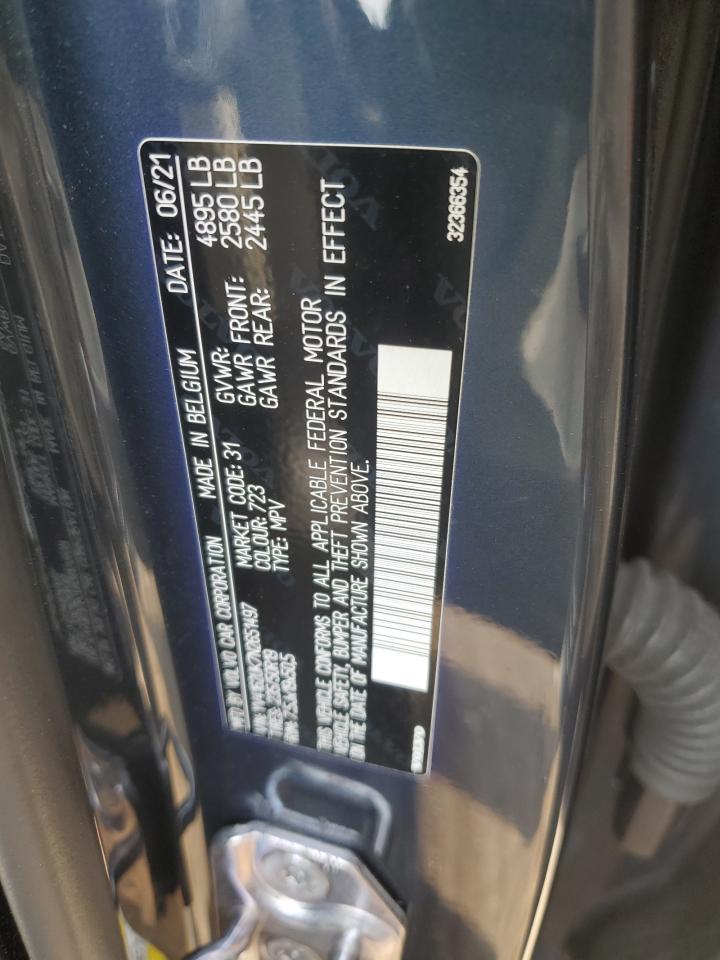 MFD BY VOLVO CAR CORPORATION MADE IN BELGIUM DATE: 06/21
MARKET CODE: 31 GVWR: 4895 LB
COLOUR: 723 GAWR FRONT: 2580 LB
TYPE: MPV GAWR REAR: 2445 LB
THIS VEHICLE CONFORMS TO ALL APPLICABLE FEDERAL MOTOR
VEHICLE SAFETY, BUMPER AND THEFT PREVENTION STANDARDS IN EFFECT
ON THE DATE OF MANUFACTURE SHOWN ABOVE.
32366354